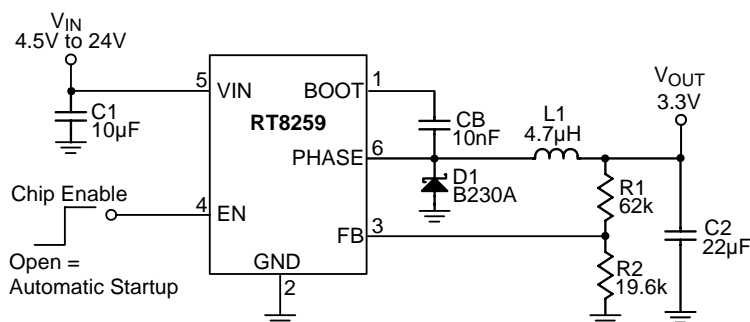 VIN
4.5V to 24V
C1
10µF
5
VIN
RT8259
BOOT
1
CB
10nF
PHASE
6
L1
4.7µH
VOUT
3.3V
D1
B230A
R1
62k
C2
22µF
Chip Enable
4
EN
FB
3
R2
19.6k
Open =
Automatic Startup
GND
2